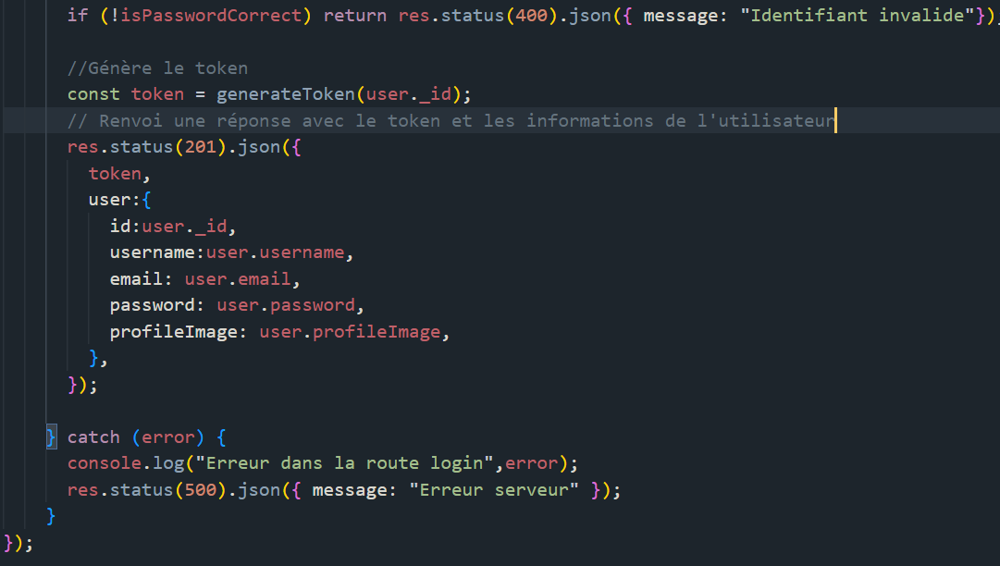 if (!isPasswordCorrect) return res.status(400).json({ message: "Identifiant invalide"});
//Génère le token
const token = generateToken(user._id);
// Renvoi une réponse avec le token et les informations de l'utilisateur
res.status(201).json({
token,
user:{
id:user._id,
username:user.username,
email: user.email,
password: user.password,
profileImage: user.profileImage,
},
});
} catch (error) {
console.log("Erreur dans la route login",error);
res.status(500).json({ message: "Erreur serveur" });
}
});